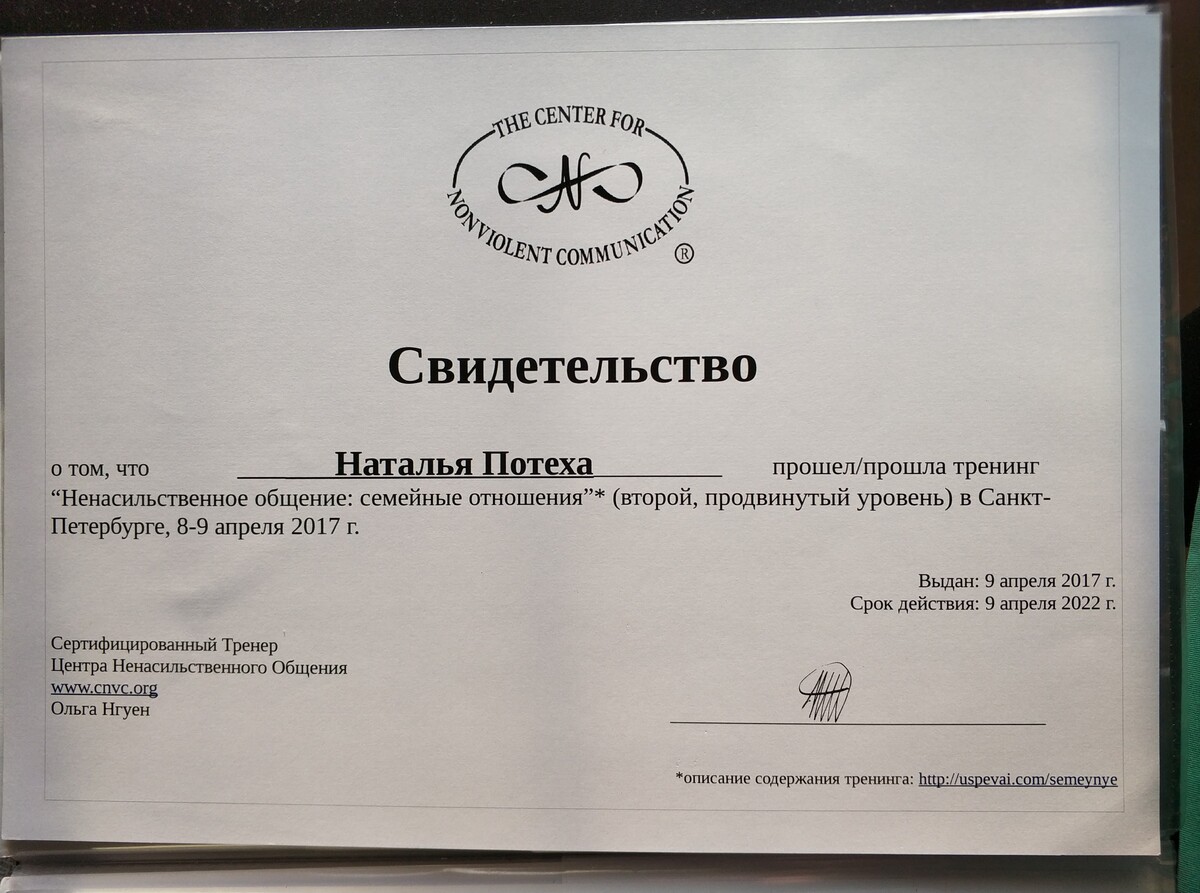 THE CENTER FOR
NONVIOLENT COMMUNICATION
®
Свидетельство
о том, что Наталья Потеха прошел/прошла тренинг
“Ненасильственное общение: семейные отношения”* (второй, продвинутый уровень) в Санкт-
Петербурге, 8-9 апреля 2017 г.
Выдан: 9 апреля 2017 г.
Срок действия: 9 апреля 2022 г.
Сертифицированный Тренер
Центра Ненасильственного Общения
www.cnvc.org
Ольга Нгуен
*описание содержания тренинга: http://uspevai.com/semeynye